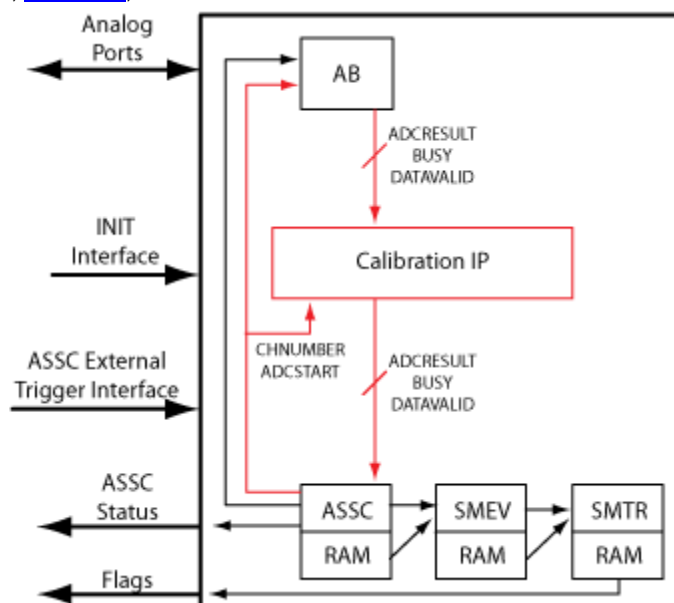 Analog
Ports
AB
ADCRESULT
BUSY
DATAVALID
INIT
Interface
Calibration IP
CHNUMBER
ADCSTART
ASSC External
Trigger Interface
ADCRESULT
BUSY
DATAVALID
ASSC
Status
ASSC
SMEV
SMTR
RAM
RAM
RAM
Flags